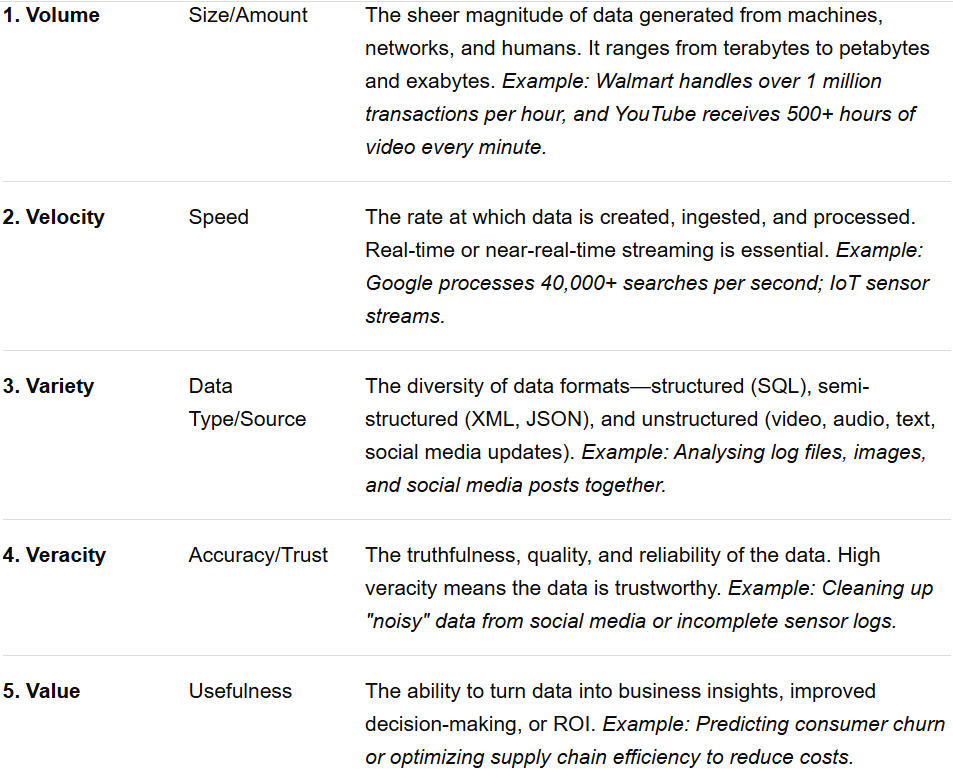 1. Volume Size/Amount The sheer magnitude of data generated from machines,
networks, and humans. It ranges from terabytes to petabytes
and exabytes. Example: Walmart handles over 1 million
transactions per hour, and YouTube receives 500+ hours of
video every minute.
2. Velocity Speed The rate at which data is created, ingested, and processed.
Real-time or near-real-time streaming is essential. Example:
Google processes 40,000+ searches per second; IoT sensor
streams.
3. Variety Data The diversity of data formats—structured (SQL), semi-
Type/Source structured (XML, JSON), and unstructured (video, audio, text,
social media updates). Example: Analysing log files, images,
and social media posts together.
4. Veracity Accuracy/Trust The truthfulness, quality, and reliability of the data. High
veracity means the data is trustworthy. Example: Cleaning up
"noisy" data from social media or incomplete sensor logs.
5. Value Usefulness The ability to turn data into business insights, improved
decision-making, or ROI. Example: Predicting consumer churn
or optimizing supply chain efficiency to reduce costs.